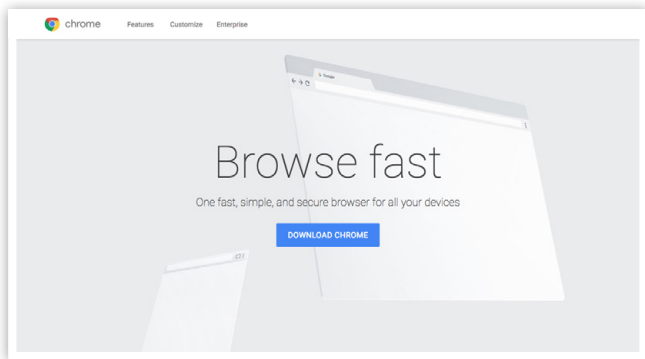 chrome Features Customize Enterprise
Browse fast
One fast, simple, and secure browser for all your devices
DOWNLOAD CHROME